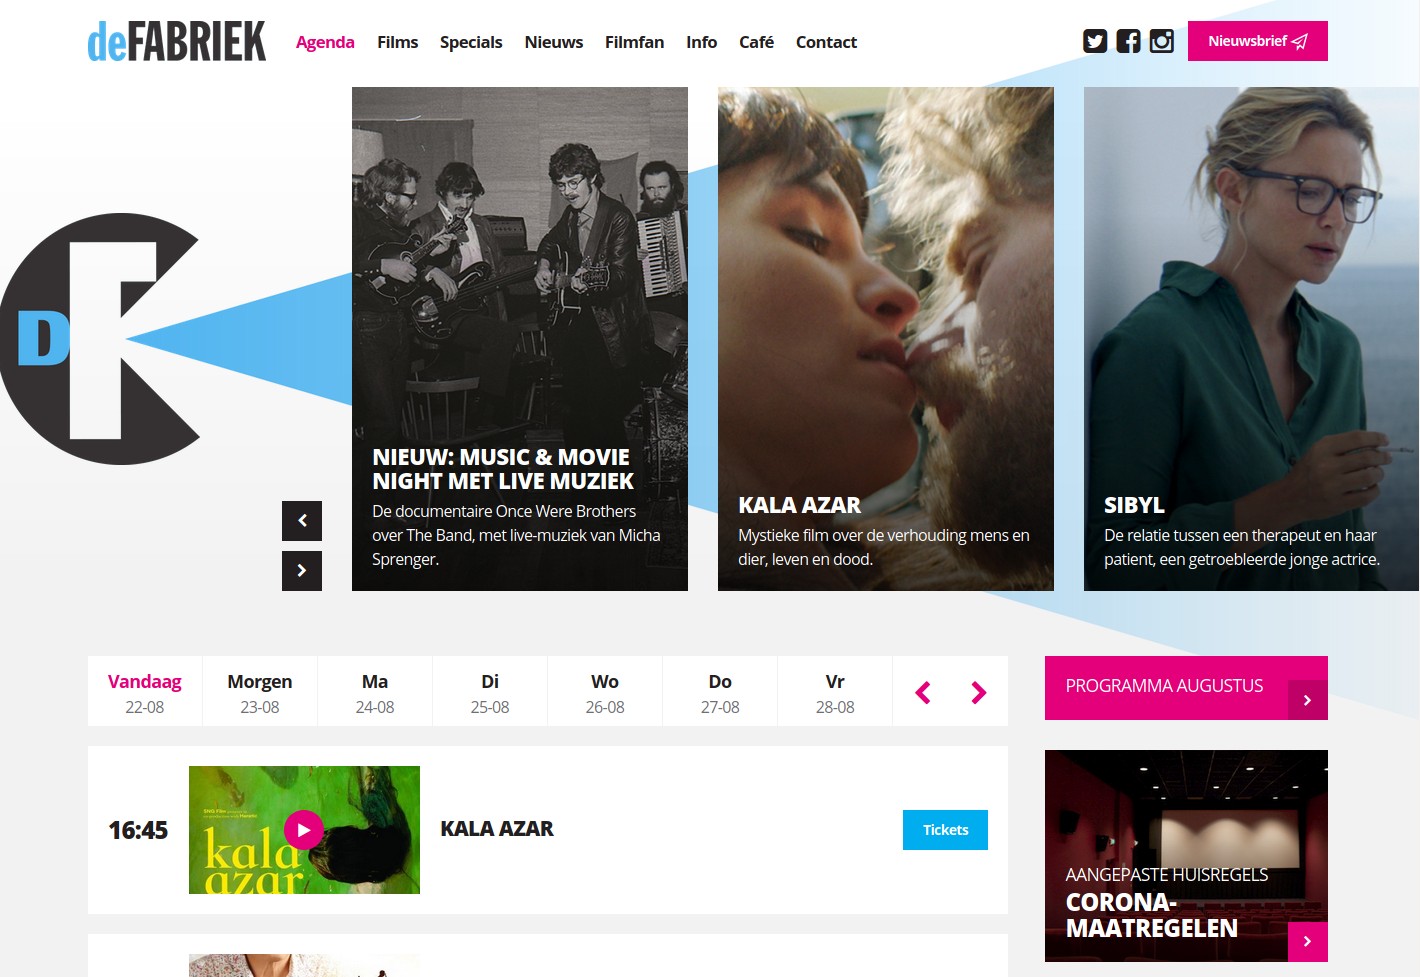 deFABRIEK
Agenda Films Specials Nieuws Filmfan Info Café Contact
Nieuwsbrief
DF
NIEUW: MUSIC & MOVIE
NIGHT MET LIVE MUZIEK
De documentaire Once Were Brothers
over The Band, met live-muziek van Micha
Sprenger.
KALA AZAR
Mystieke film over de verhouding mens en
dier, leven en dood.
SIBYL
De relatie tussen een therapeut en haar
patient, een getroebleerde jonge actrice.
Vandaag Morgen Ma Di Wo Do Vr
22-08 23-08 24-08 25-08 26-08 27-08 28-08
PROGRAMMA AUGUSTUS
16:45
kala
azar
KALA AZAR
Tickets
AANGEPASTE HUISREGELS
CORONA-
MAATREGELEN